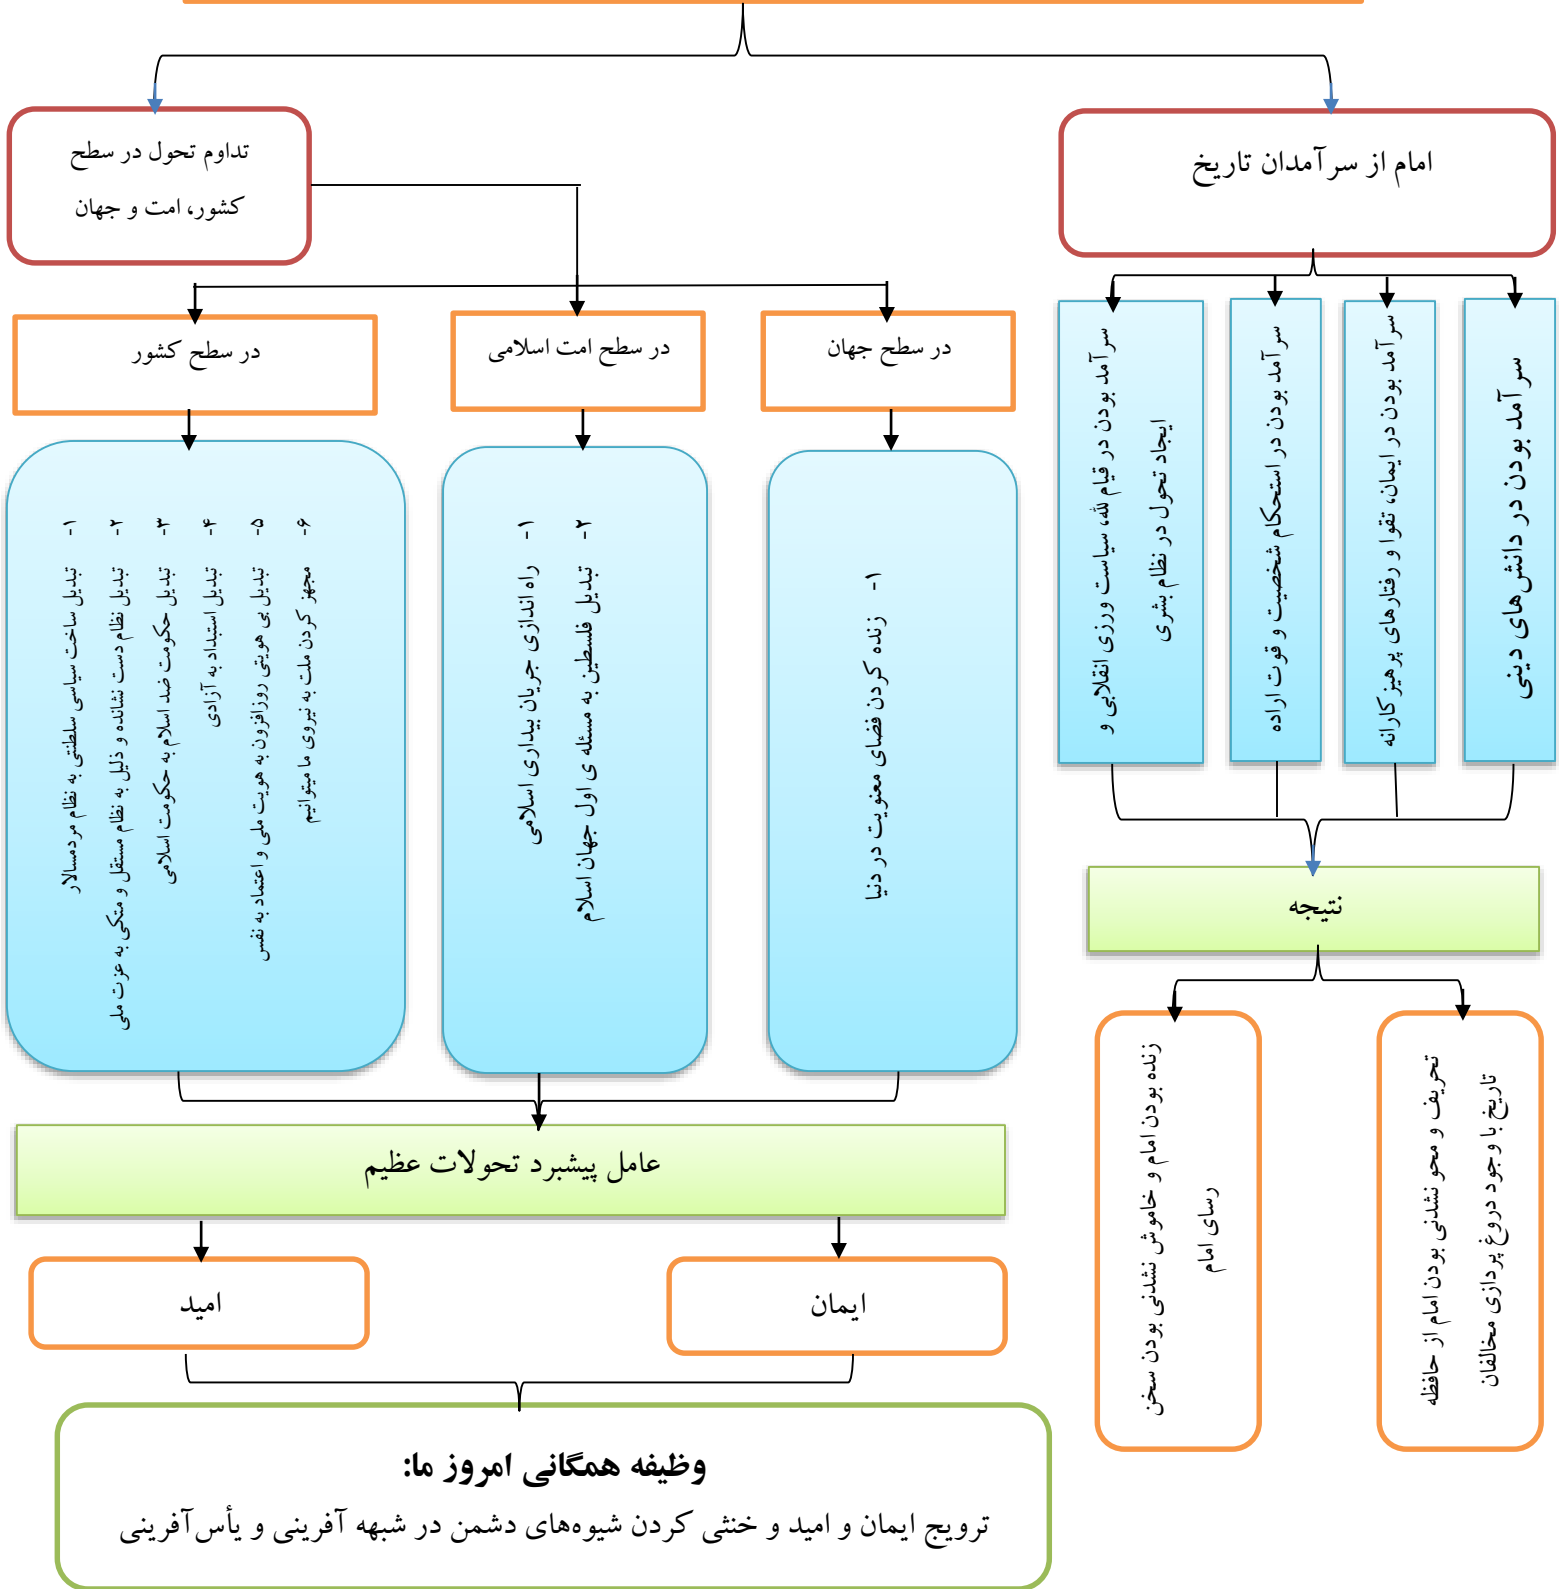 امام از سرآمدان تاریخ
سرآمد بودن در دانش‌های دینی
سرآمد بودن در ایمان، تقوا و رفتارهای پرهیزکارانه
سرآمد بودن در استحکام شخصیت و قوت اراده
سرآمد بودن در قیام لله، سیاست ورزی انقلابی و
ایجاد تحول در نظام بشری
نتیجه
تحریف و محو نشدنی بودن امام از حافظه
تاریخ با وجود دروغ پردازی مخالفان
زنده بودن امام و خاموش نشدنی بودن سخن
رسای امام
تداوم تحول در سطح
کشور، امت و جهان
در سطح جهان
۱- زنده کردن فضای معنویت در دنیا
در سطح امت اسلامی
۱- راه اندازی جریان بیداری اسلامی
۲- تبدیل فلسطین به مسئله ی اول جهان اسلام
در سطح کشور
۱- تبدیل ساخت سیاسی سلطنتی به نظام مردمسالار
۲- تبدیل نظام دست نشانده و ذلیل به نظام مستقل و متکی به عزت ملی
۳- تبدیل حکومت ضد اسلام به حکومت اسلامی
۴- تبدیل استبداد به آزادی
۵- تبدیل بی هویتی روزافزون به هویت ملی و اعتماد به نفس
۶- مجهز کردن ملت به نیروی ما میتوانیم
عامل پیشبرد تحولات عظیم
ایمان
امید
وظیفه همگانی امروز ما:
ترویج ایمان و امید و خنثی کردن شیوه‌های دشمن در شبهه آفرینی و یأس‌آفرینی